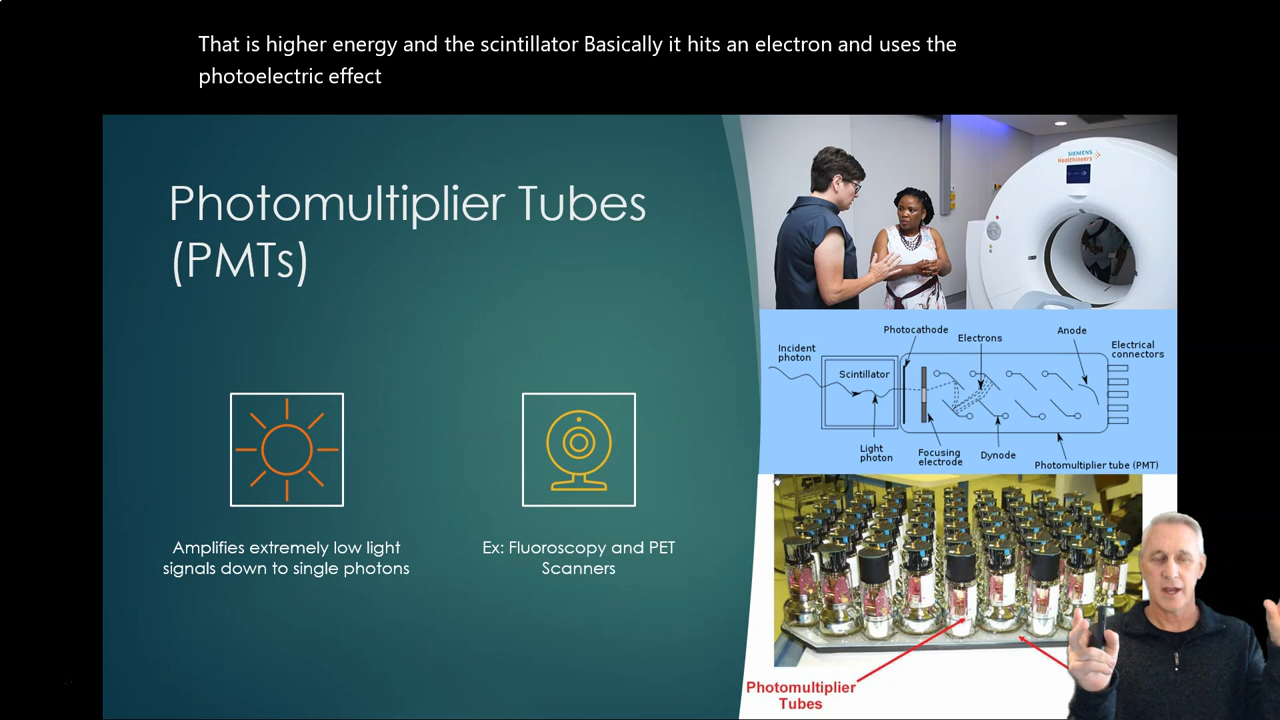 That is higher energy and the scintillator Basically it hits an electron and uses the
photoelectric effect
Photomultiplier Tubes
(PMTs)
Amplifies extremely low light
signals down to single photons
Ex: Fluoroscopy and PET
Scanners
SIEMENS
Healthineers
Incident
photon
Photocathode
Electrons
Anode
Electrical
connectors
Scintillator
Light
photon
Focusing
electrode
Dynode
Photomultiplier tube (PMT)
Photomultiplier
Tubes